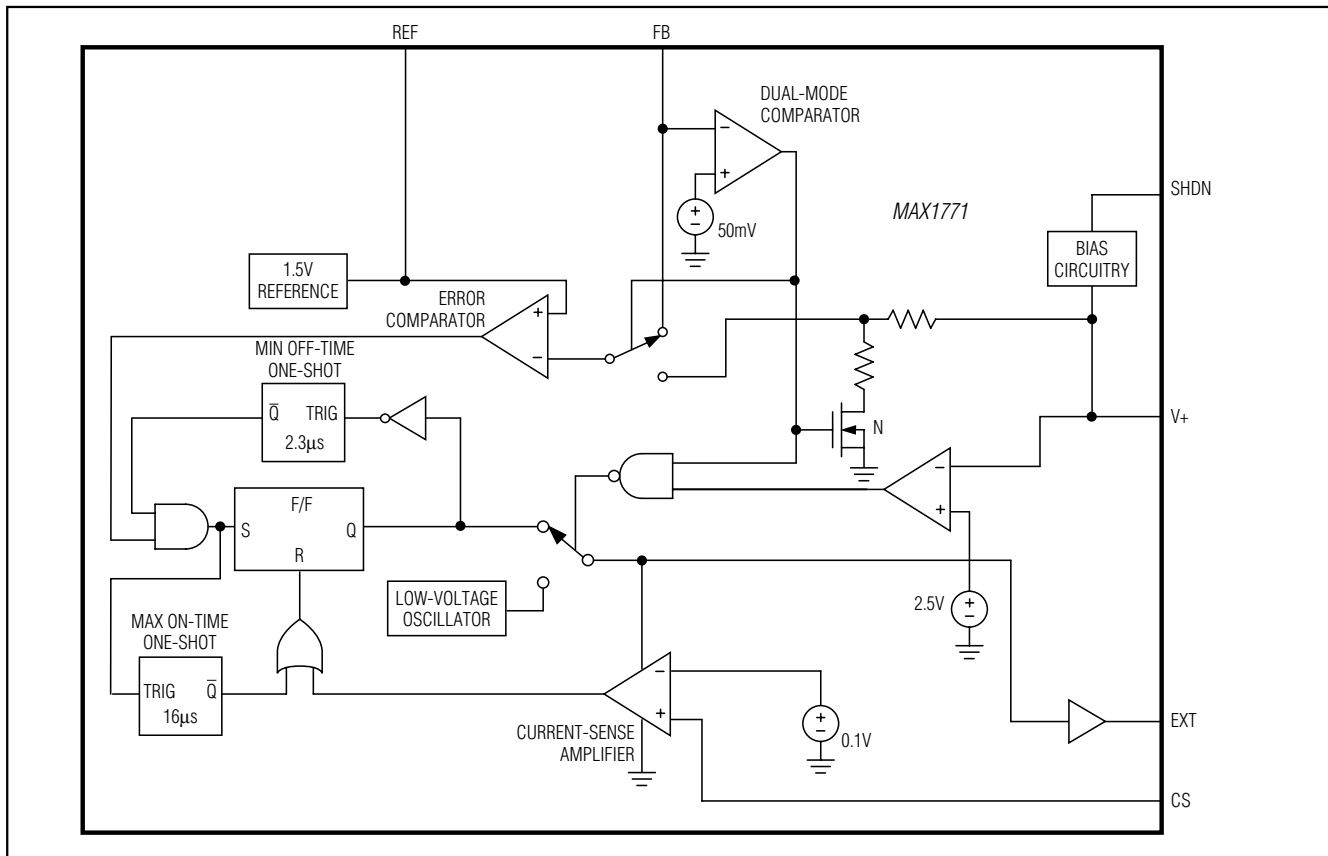 REF
FB
DUAL-MODE
COMPARATOR
−
+
+
−
50mV
MAX1771
SHDN
BIAS
CIRCUITRY
1.5V
REFERENCE
ERROR
COMPARATOR
+
−
MIN OFF-TIME
ONE-SHOT
Q̅ TRIG
2.3µs
N
V+
−
+
F/F
S Q
R
LOW-VOLTAGE
OSCILLATOR
2.5V
+
−
MAX ON-TIME
ONE-SHOT
TRIG Q̅
16µs
−
+
CURRENT-SENSE
AMPLIFIER
+
−
0.1V
EXT
CS